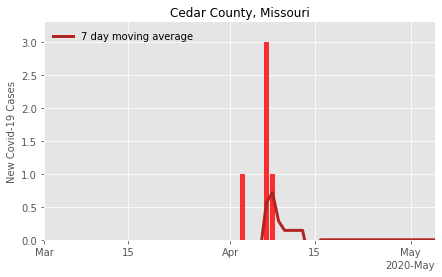 Cedar County, Missouri
7 day moving average
New Covid-19 Cases
3.0
2.5
2.0
1.5
1.0
0.5
0.0
Mar 15 Apr 15 May
2020-May